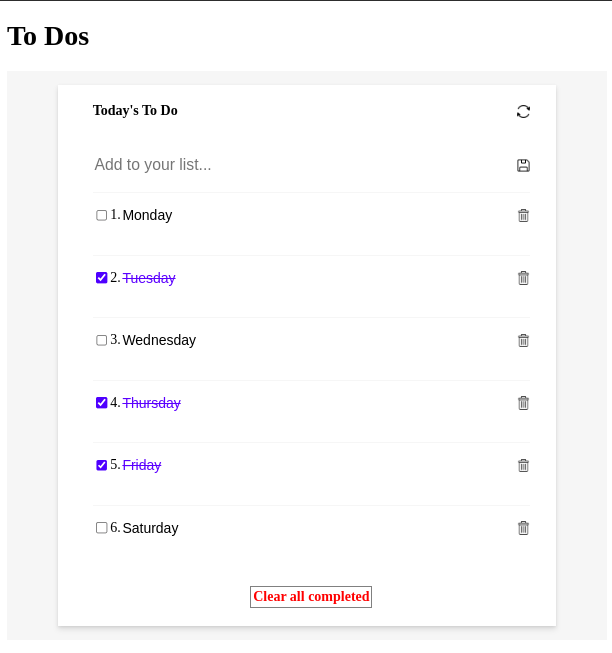 To Dos
Today's To Do
Add to your list...
1. Monday
2. Tuesday
3. Wednesday
4. Thursday
5. Friday
6. Saturday
Clear all completed